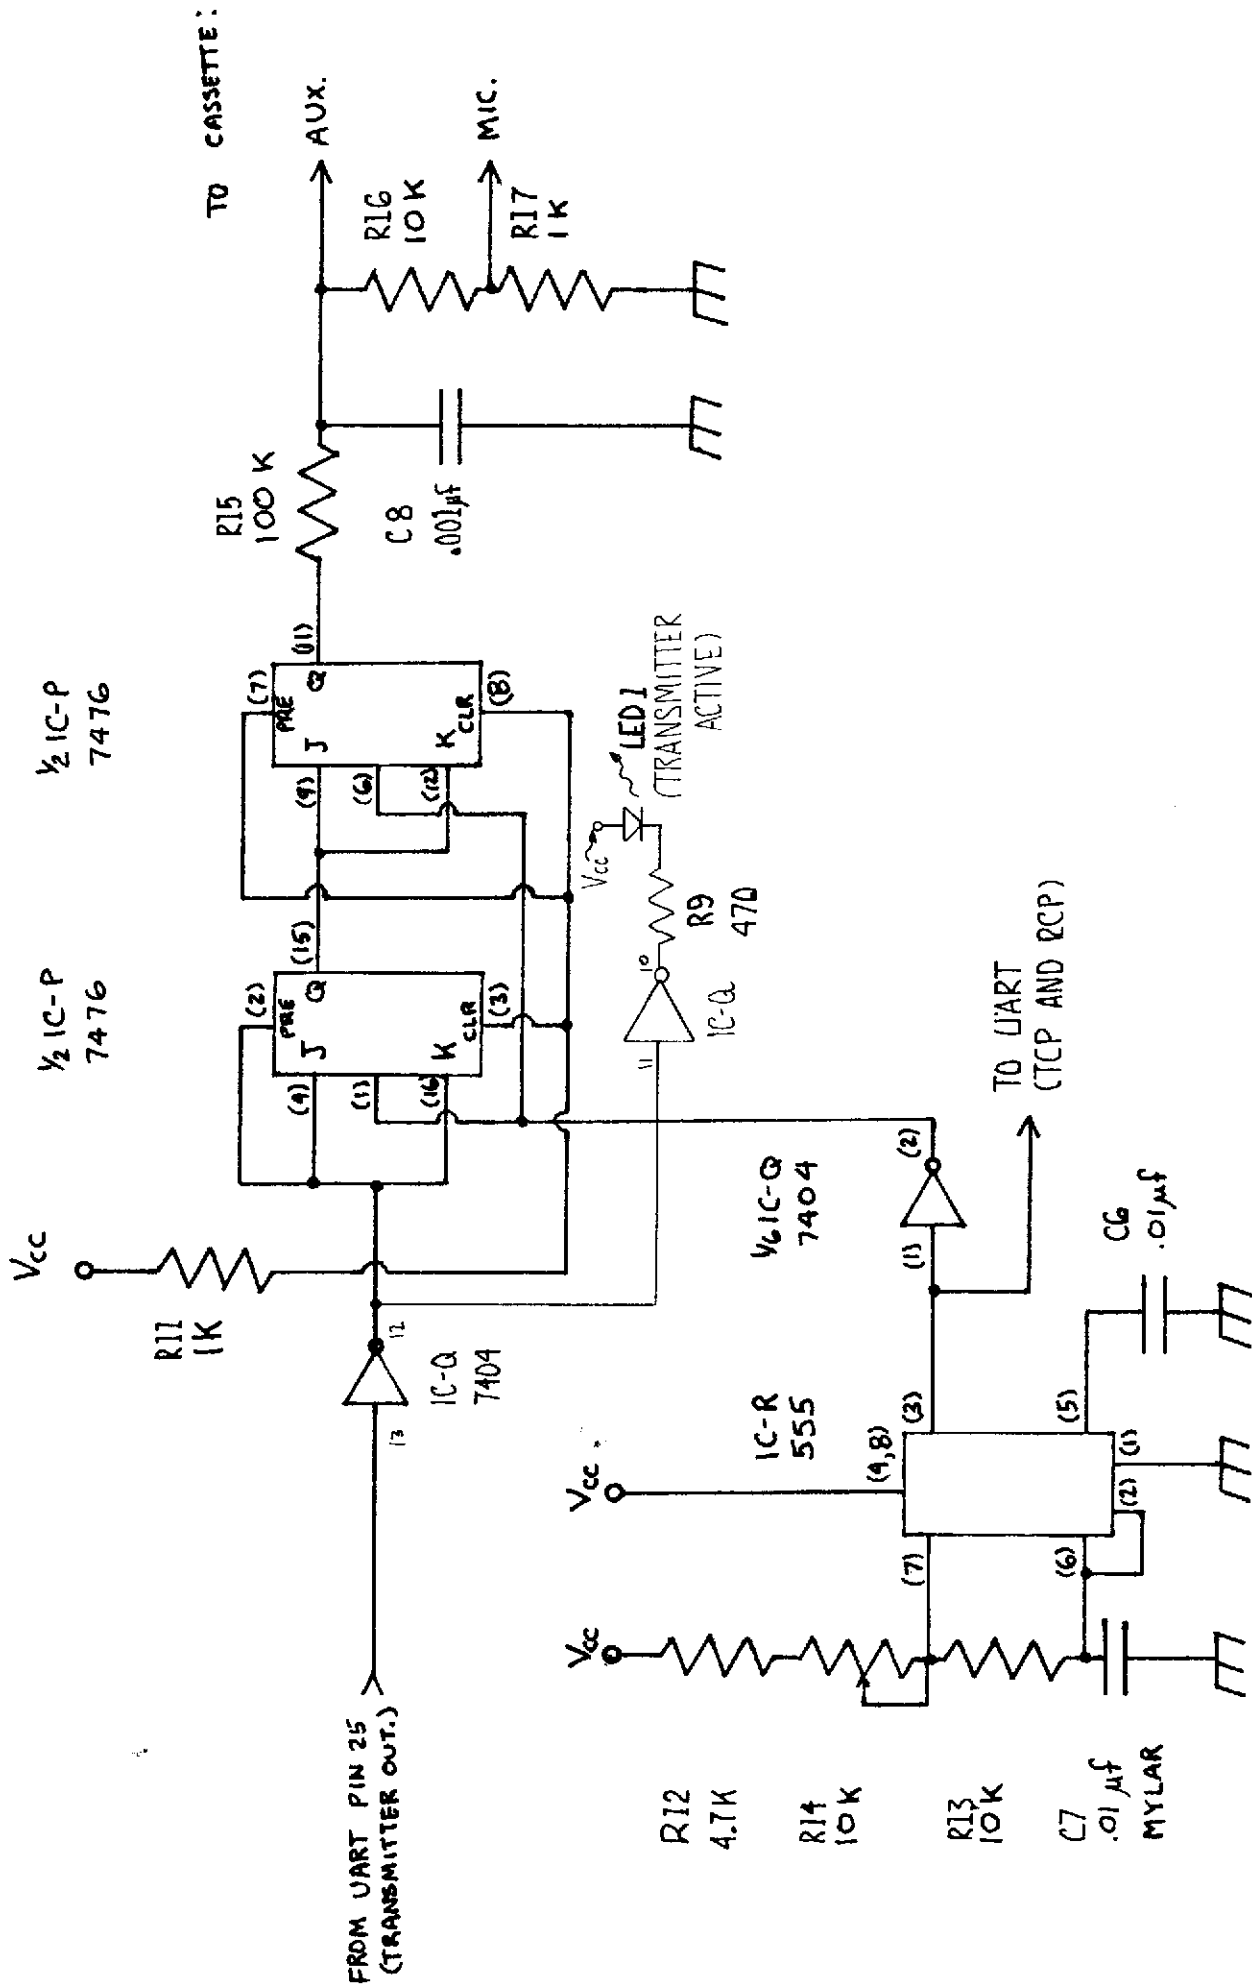 TO CASSETTE:
AUX.
MIC.
R16
10K
R17
1K
R15
100K
C8
.001µf
½ IC-P
7476
(7)
PRE
J
Q
K
CLR
(11)
(9)
(6)
(12)
(8)
½ IC-P
7476
(2)
PRE
J
Q
K
CLR
(15)
(4)
(1)
(16)
(3)
Vcc
LED1
(TRANSMITTER
ACTIVE)
R9
470
10
IC-Q
11
Vcc
R11
1K
12
IC-Q
7404
13
FROM UART PIN 25
(TRANSMITTER OUT.)
TO UART
(TCP AND RCP)
⅙ IC-Q
7404
(2)
(1)
C6
.01µf
IC-R
555
(4,8)
(3)
(5)
(1)
(2)
(7)
(6)
Vcc
Vcc
R12
4.7K
R14
10K
R13
10K
C7
.01µf
MYLAR